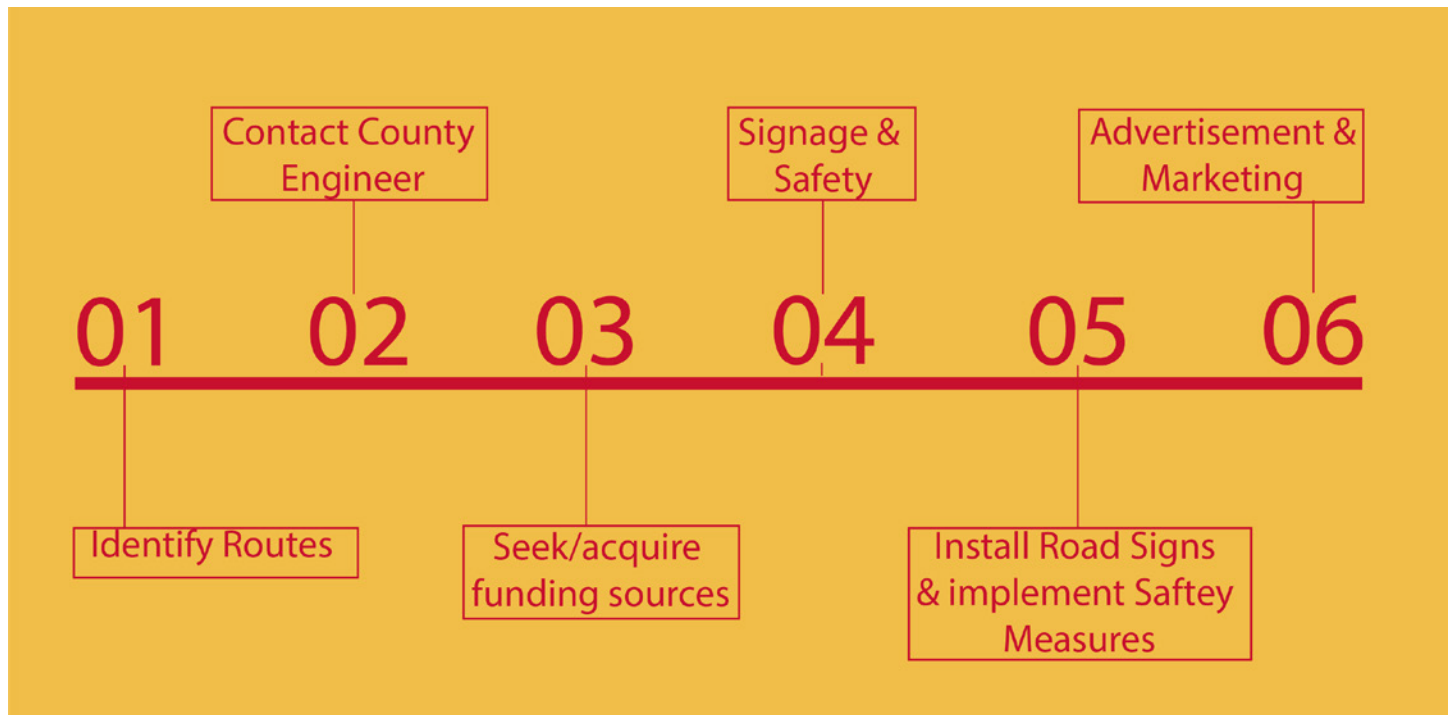 Contact County
Engineer
Signage &
Safety
Advertisement &
Marketing
01 02 03 04 05 06
Identify Routes
Seek/acquire
funding sources
Install Road Signs
& implement Saftey
Measures